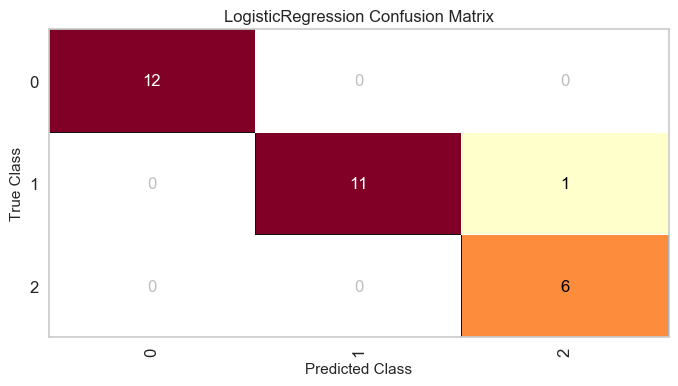 LogisticRegression Confusion Matrix
True Class
0 12 0 0
1 0 11 1
2 0 0 6
0 1 2
Predicted Class